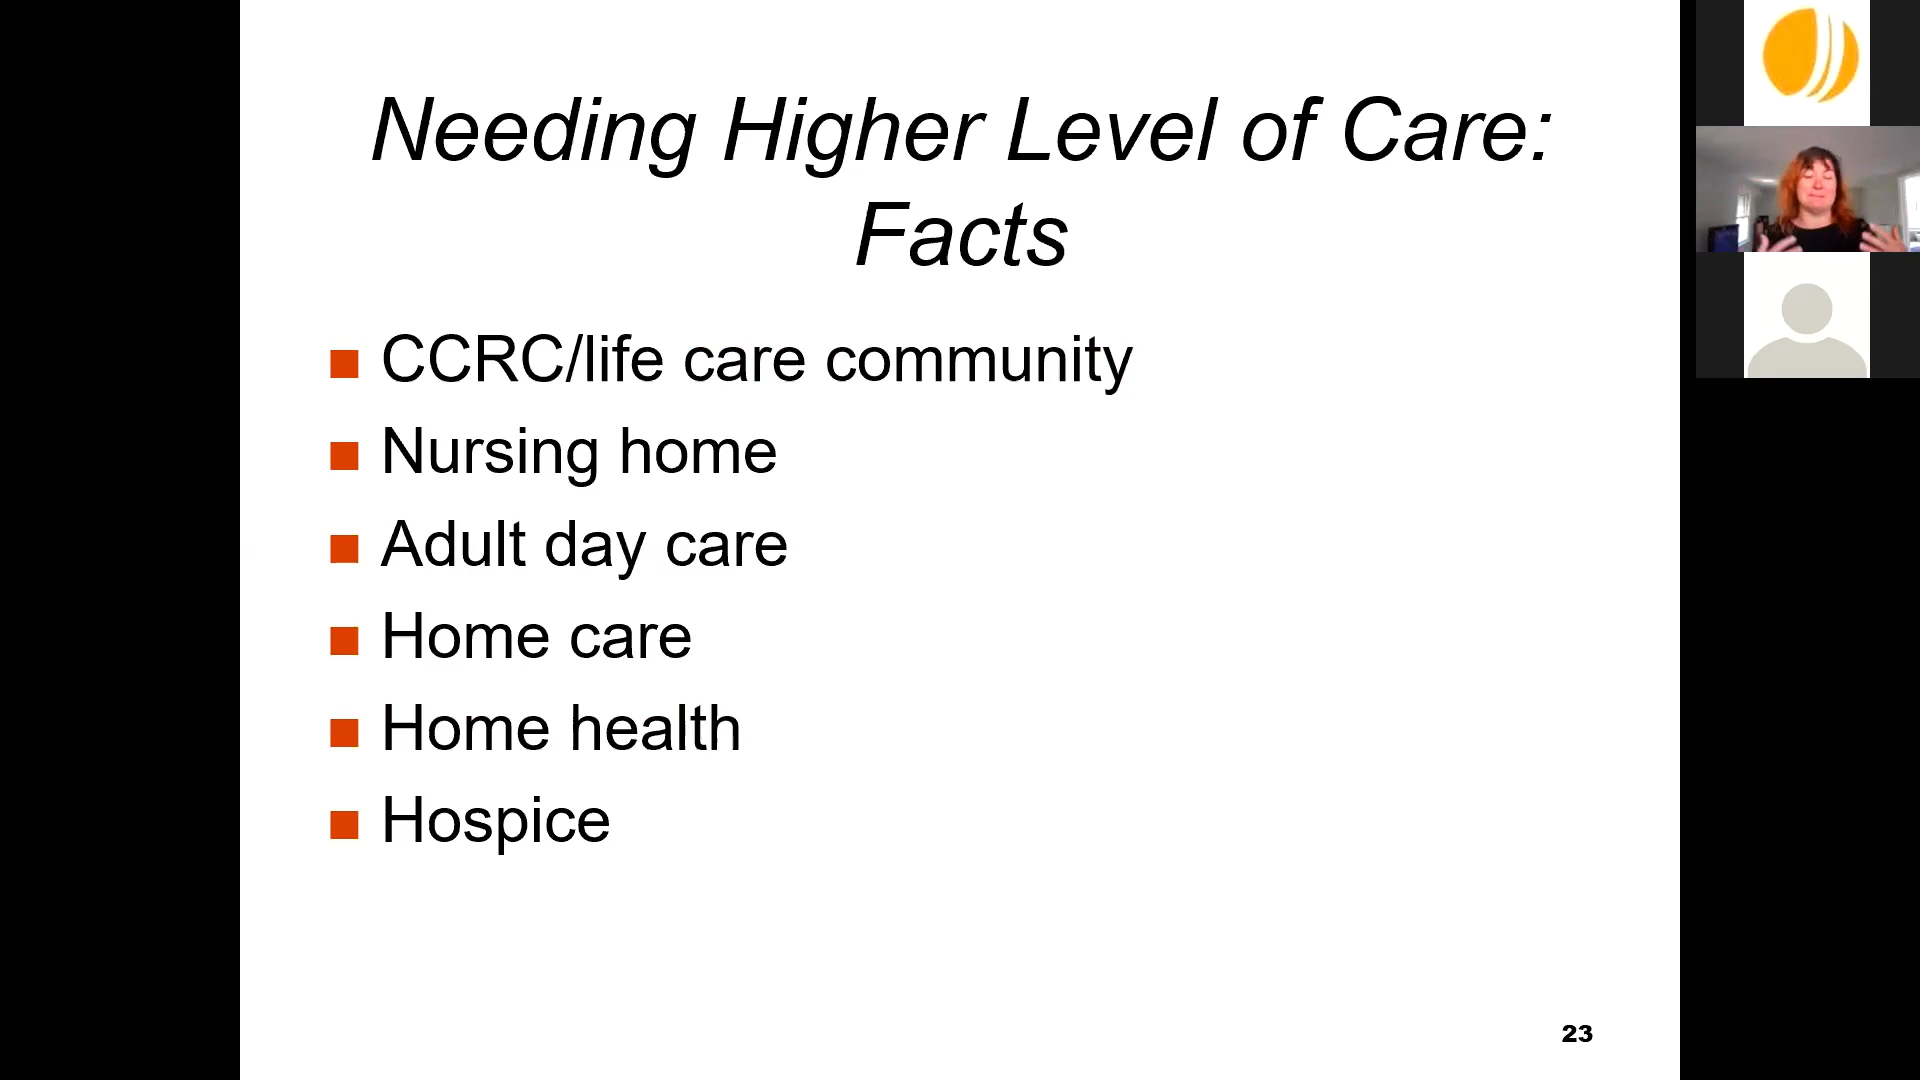 Needing Higher Level of Care:
Facts
CCRC/life care community
Nursing home
Adult day care
Home care
Home health
Hospice
23